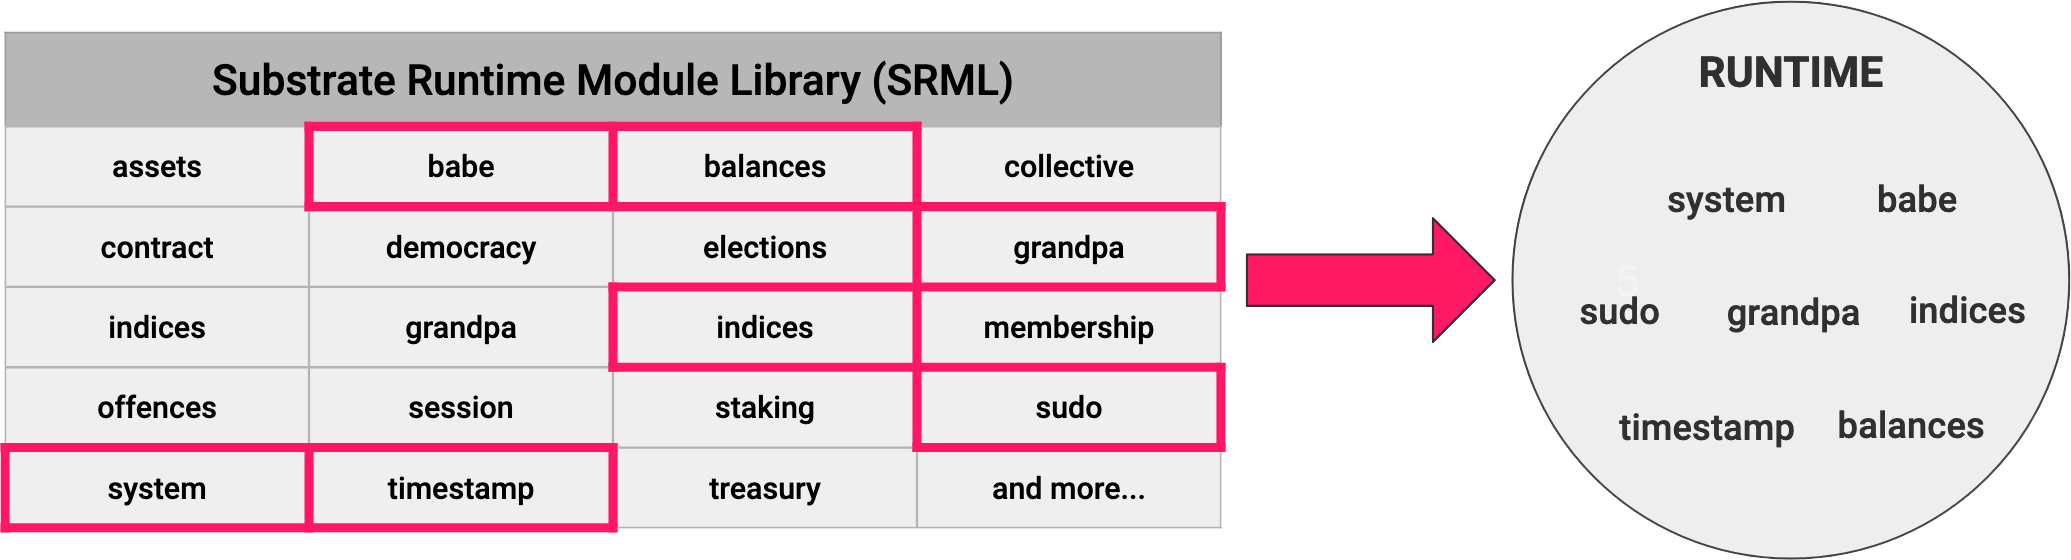 Substrate Runtime Module Library (SRML)
assets babe balances collective
contract democracy elections grandpa
indices grandpa indices membership
offences session staking sudo
system timestamp treasury and more...
RUNTIME
system babe
5
sudo grandpa indices
timestamp balances